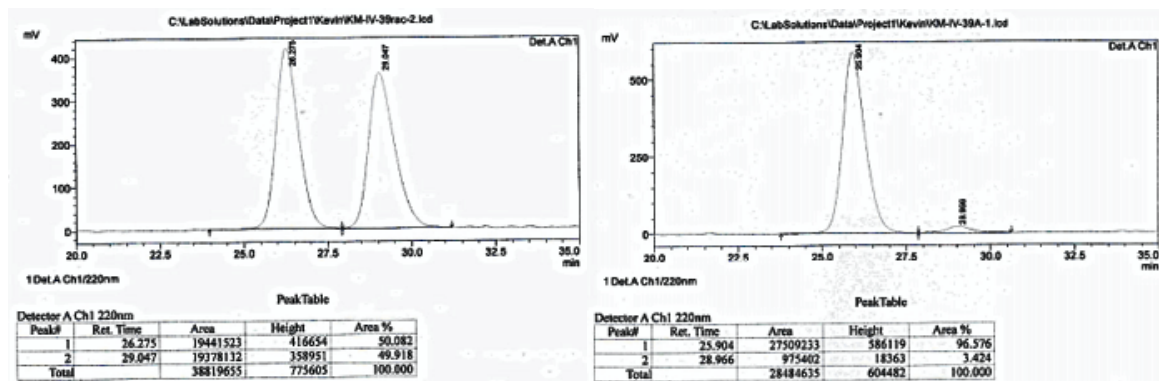 C:\LabSolutions\Data\Project1\Kevin\KM-IV-39rac-2.lcd
mV
Det.A Ch1
400
300
200
100
0
26.275
29.047
20.0 22.5 25.0 27.5 30.0 32.5 35.0
min
1 Det.A Ch1/220nm
PeakTable
Detector A Ch1 220nm
Peak# Ret. Time Area Height Area %
1 26.275 19441523 416654 50.082
2 29.047 19378132 358951 49.918
Total 38819655 775605 100.000
C:\LabSolutions\Data\Project1\Kevin\KM-IV-39A-1.lcd
mV
Det.A Ch1
500
250
0
25.904
28.966
20.0 22.5 25.0 27.5 30.0 32.5 35.0
min
1 Det.A Ch1/220nm
PeakTable
Detector A Ch1 220nm
Peak# Ret. Time Area Height Area %
1 25.904 27509233 586119 96.576
2 28.966 975402 18363 3.424
Total 28484635 604482 100.000